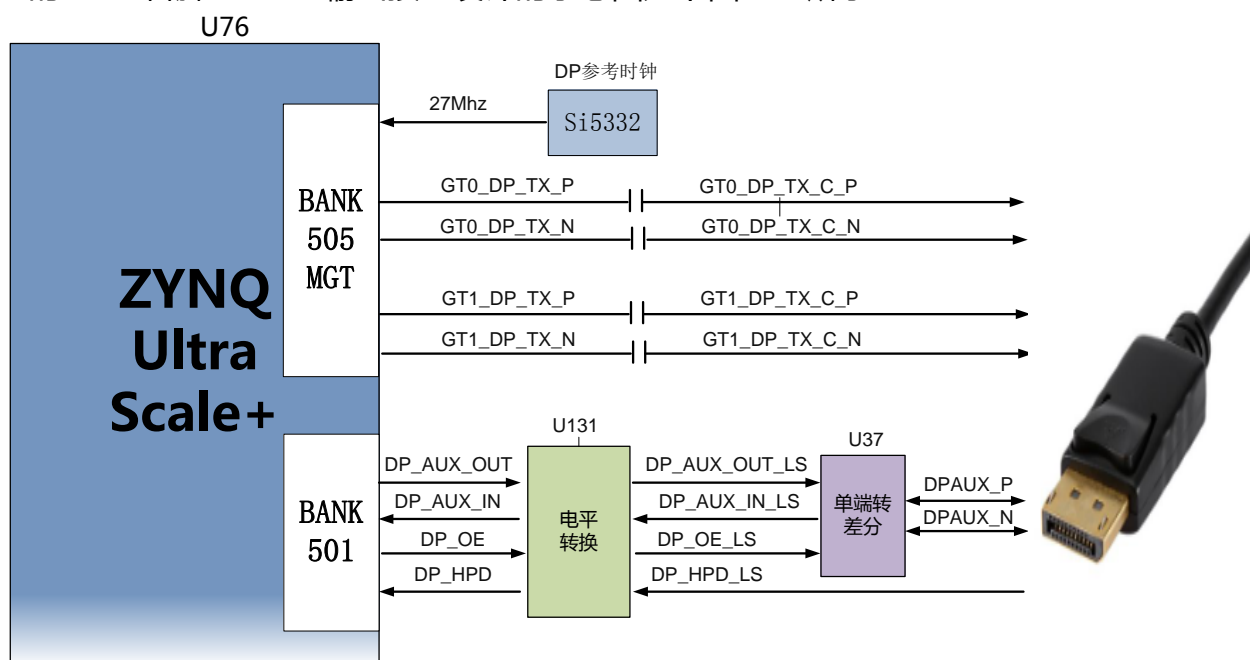 U76
DP参考时钟
27Mhz
Si5332
GT0_DP_TX_P
GT0_DP_TX_C_P
BANK
505
MGT
GT0_DP_TX_N
GT0_DP_TX_C_N
GT1_DP_TX_P
GT1_DP_TX_C_P
GT1_DP_TX_N
GT1_DP_TX_C_N
ZYNQ
Ultra
Scale+
U131
U37
BANK
501
DP_AUX_OUT
DP_AUX_IN
DP_OE
DP_HPD
电平
转换
DP_AUX_OUT_LS
DP_AUX_IN_LS
DP_OE_LS
DP_HPD_LS
单端转
差分
DPAUX_P
DPAUX_N